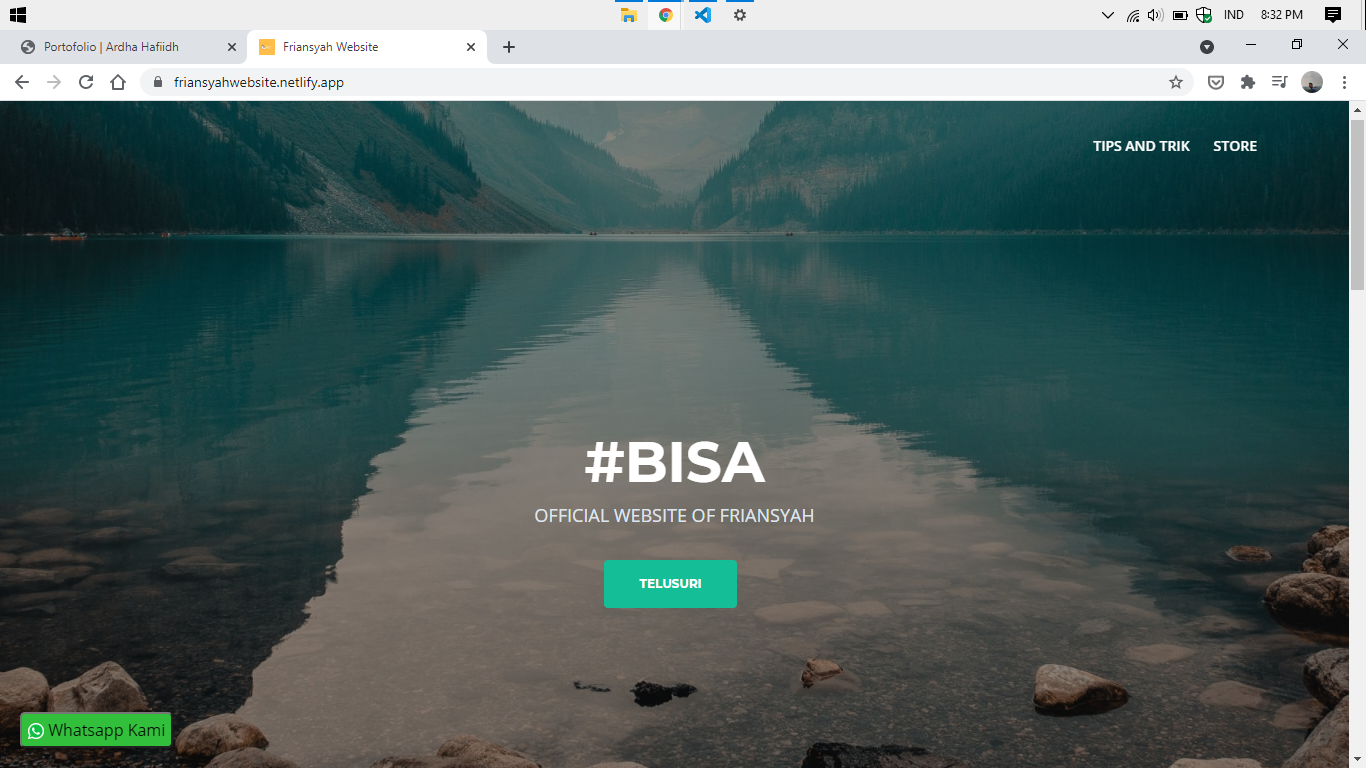 IND 8:32 PM
Portofolio | Ardha Hafiidh
Friansyah Website
friansyahwebsite.netlify.app
TIPS AND TRIK STORE
#BISA
OFFICIAL WEBSITE OF FRIANSYAH
TELUSURI
Whatsapp Kami